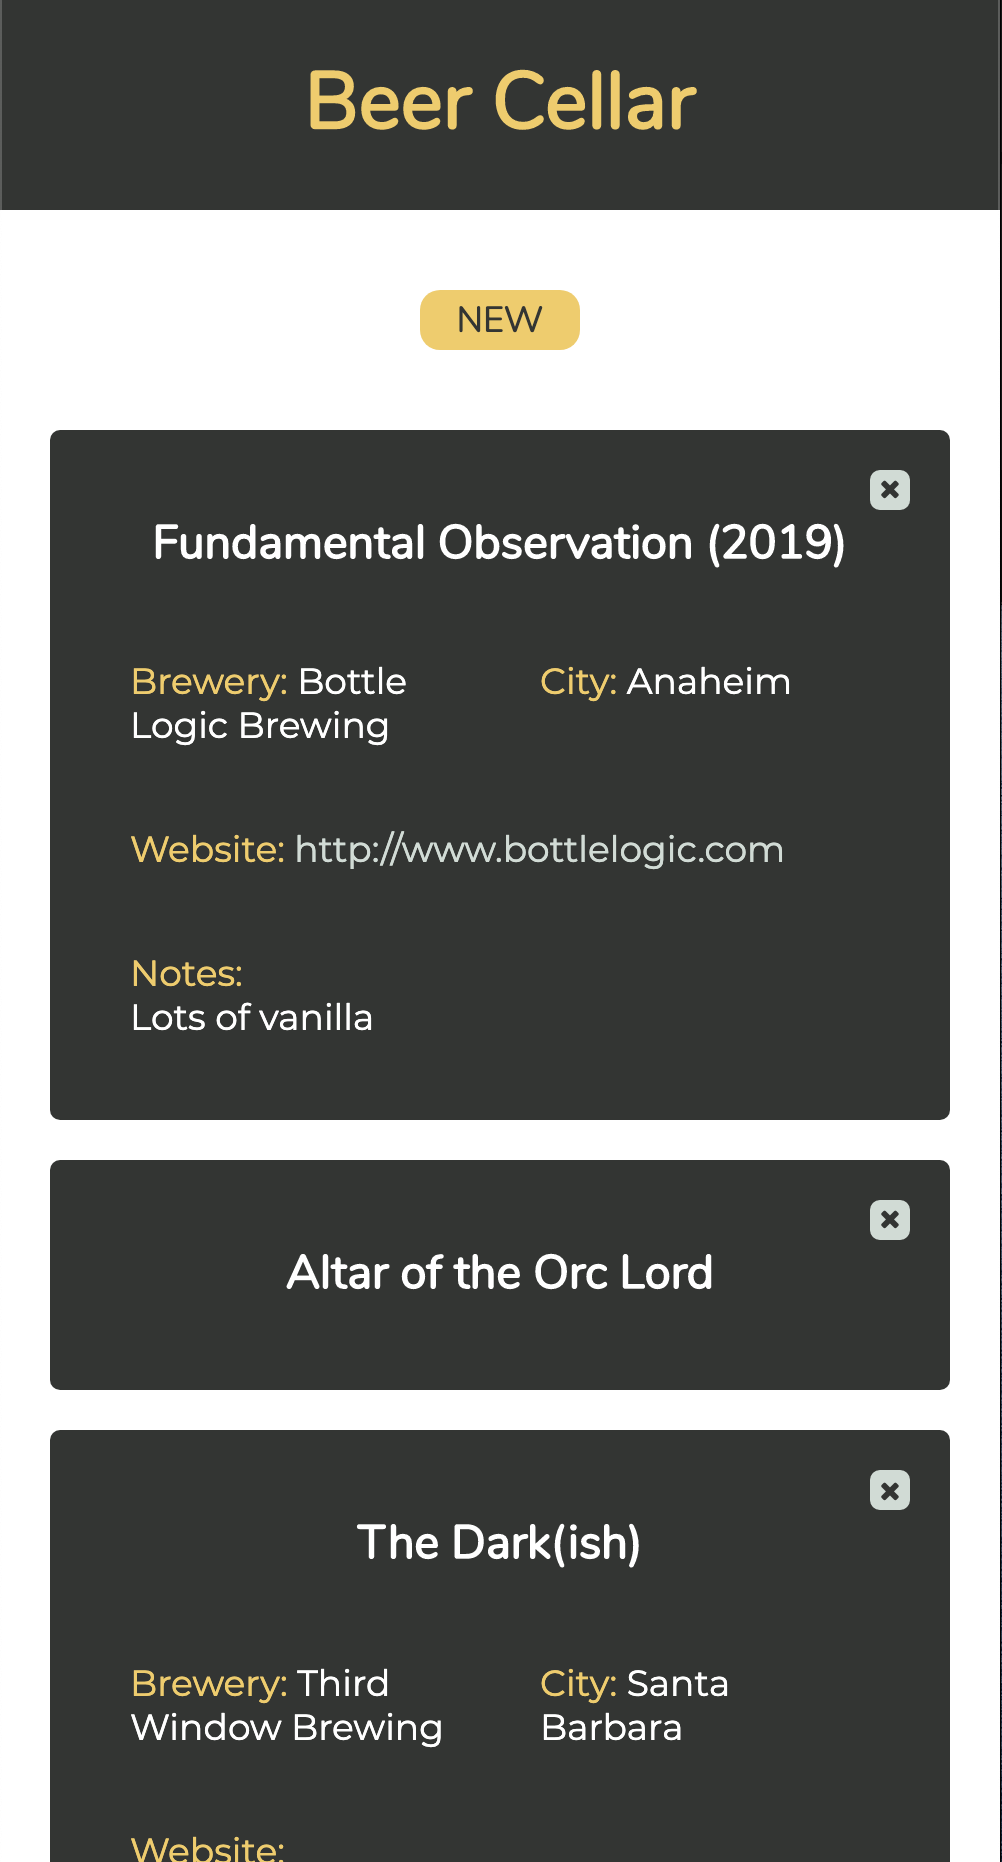 Beer Cellar
NEW
Fundamental Observation (2019)
Brewery: Bottle
Logic Brewing
City: Anaheim
Website: http://www.bottlelogic.com
Notes:
Lots of vanilla
Altar of the Orc Lord
The Dark(ish)
Brewery: Third
Window Brewing
City: Santa
Barbara
Website: